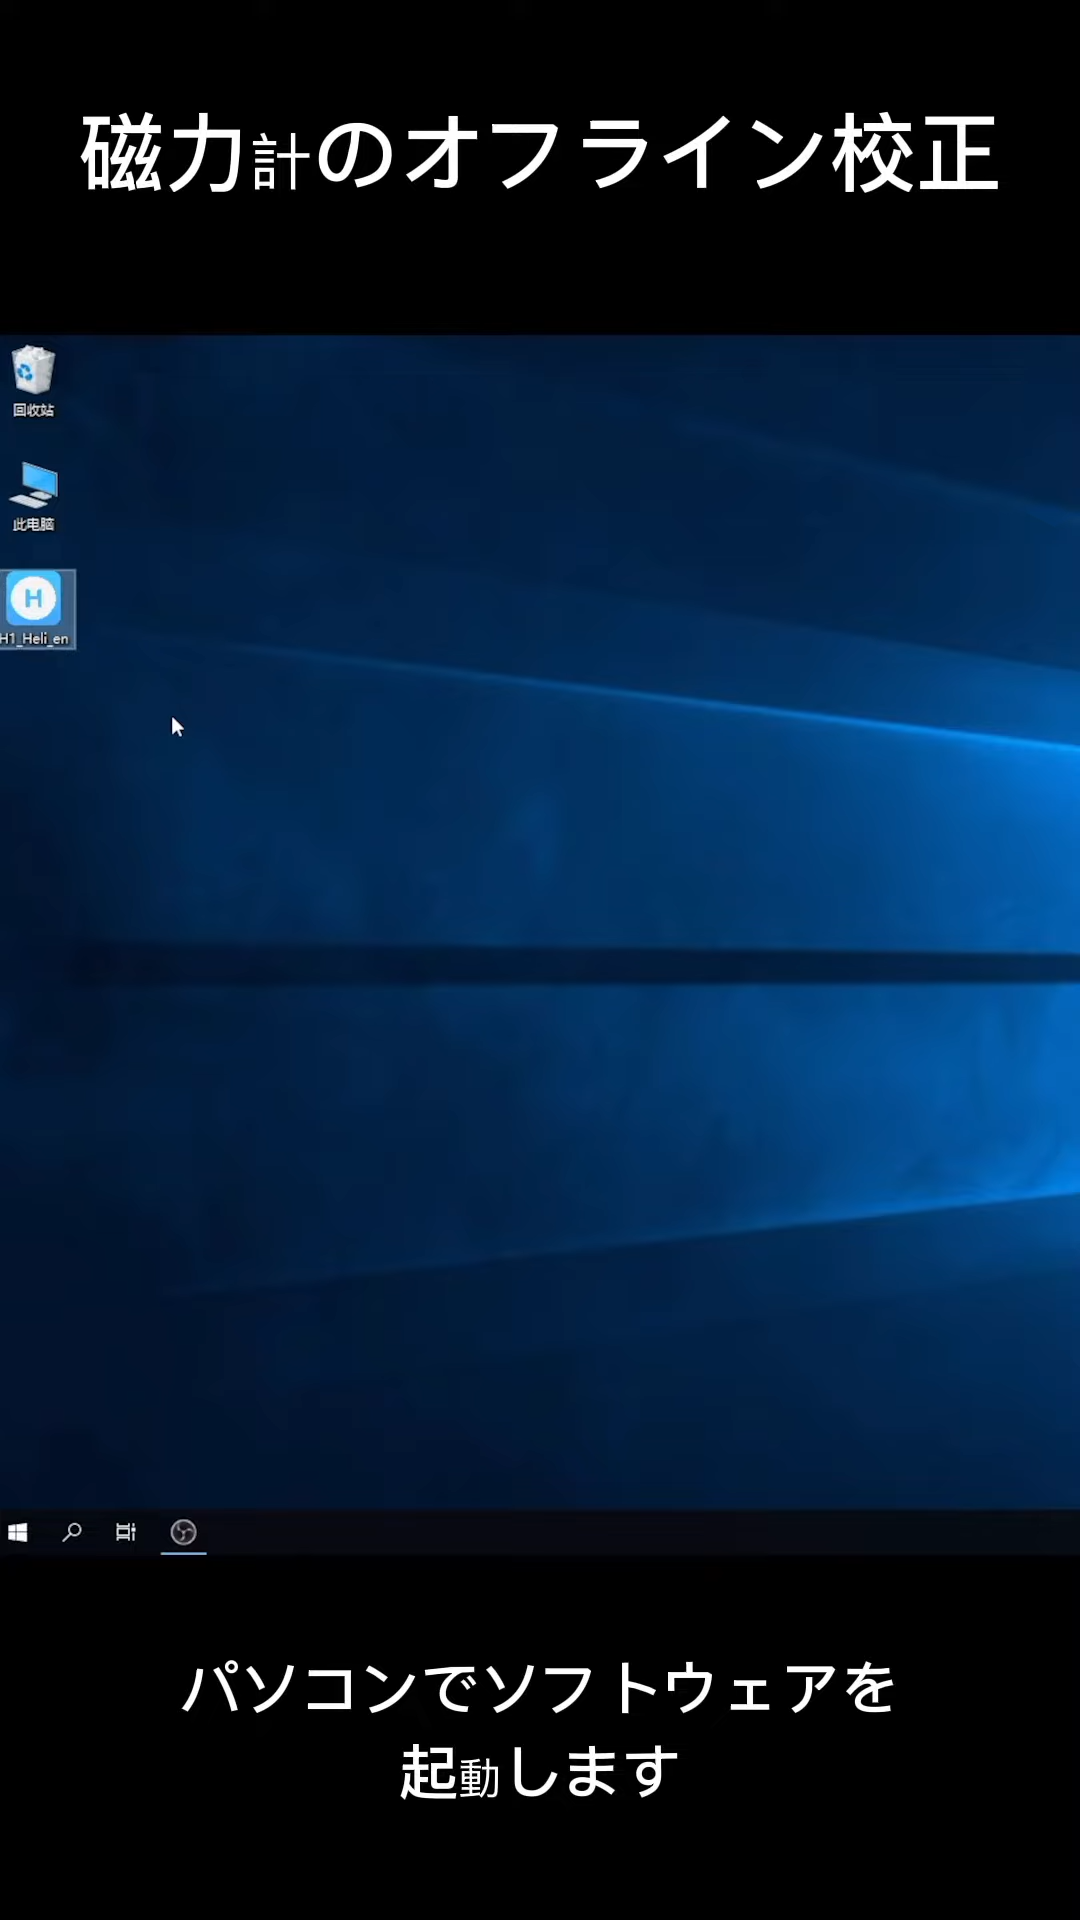 磁力計のオフライン校正
回收站
此电脑
H
H1_Heli_en
パソコンでソフトウェアを
起動します